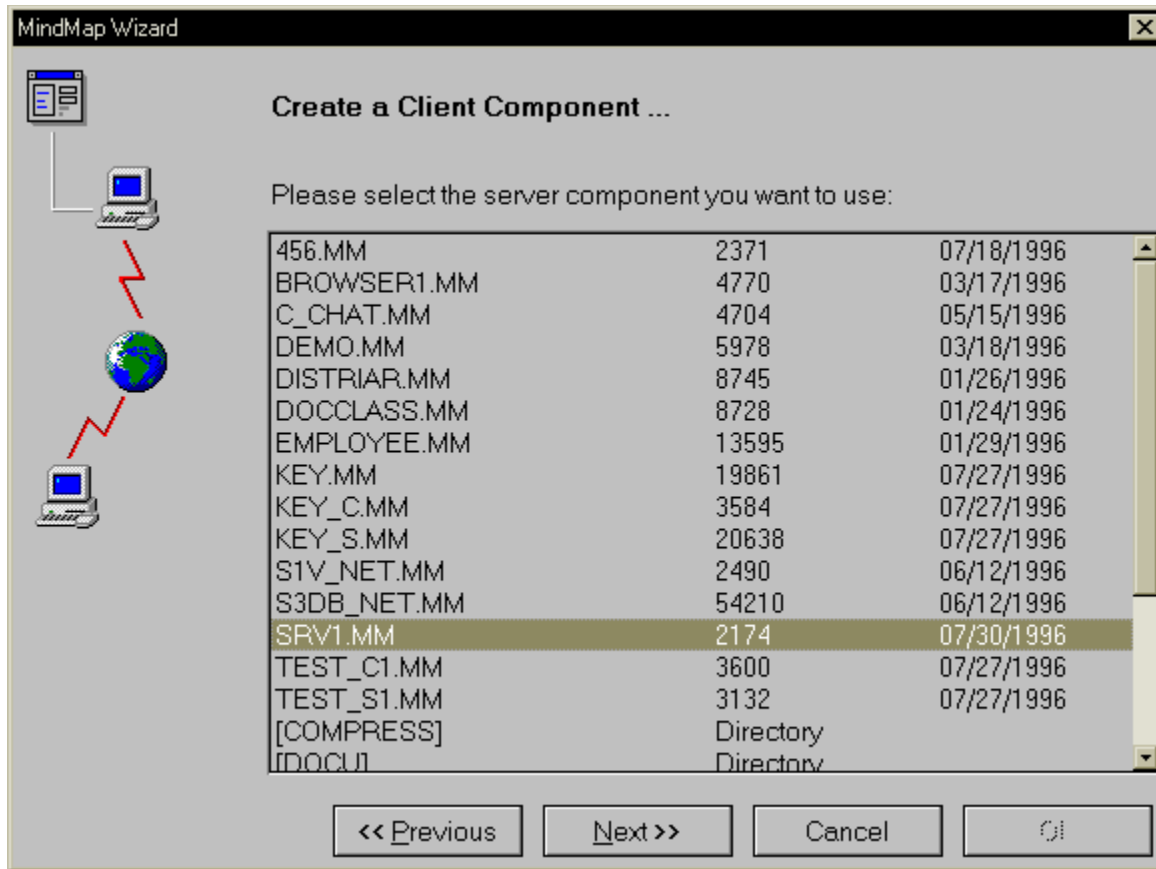 MindMap Wizard
Create a Client Component ...
Please select the server component you want to use:
456.MM 2371 07/18/1996
BROWSER1.MM 4770 03/17/1996
C_CHAT.MM 4704 05/15/1996
DEMO.MM 5978 03/18/1996
DISTRIAR.MM 8745 01/26/1996
DOCCLASS.MM 8728 01/24/1996
EMPLOYEE.MM 13595 01/29/1996
KEY.MM 19861 07/27/1996
KEY_C.MM 3584 07/27/1996
KEY_S.MM 20638 07/27/1996
S1V_NET.MM 2490 06/12/1996
S3DB_NET.MM 54210 06/12/1996
SRV1.MM 2174 07/30/1996
TEST_C1.MM 3600 07/27/1996
TEST_S1.MM 3132 07/27/1996
[COMPRESS] Directory
[DOCU] Directory
<< Previous Next >> Cancel